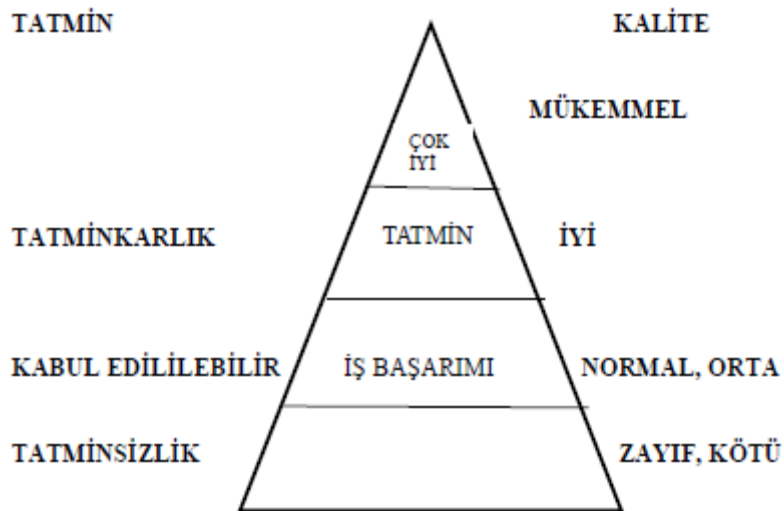 TATMİN KALİTE
MÜKEMMEL
ÇOK
İYİ
TATMİNKARLIK TATMİN İYİ
KABUL EDİLİLEBİLİR İŞ BAŞARIMI NORMAL, ORTA
TATMİNSİZLİK ZAYIF, KÖTÜ